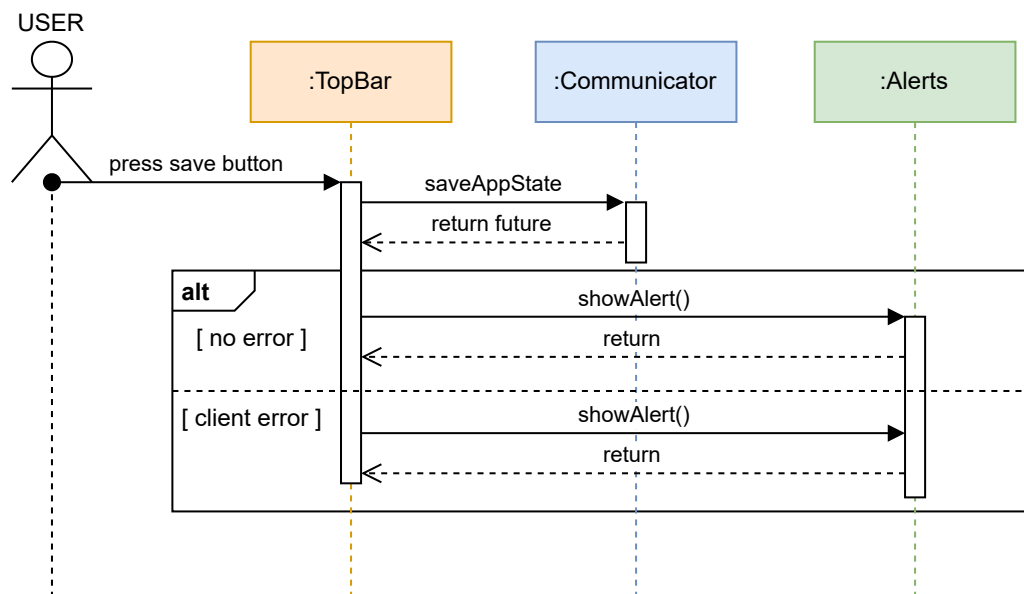 USER
:TopBar
:Communicator
:Alerts
press save button
saveAppState
return future
alt
showAlert()
[ no error ]
return
[ client error ]
showAlert()
return